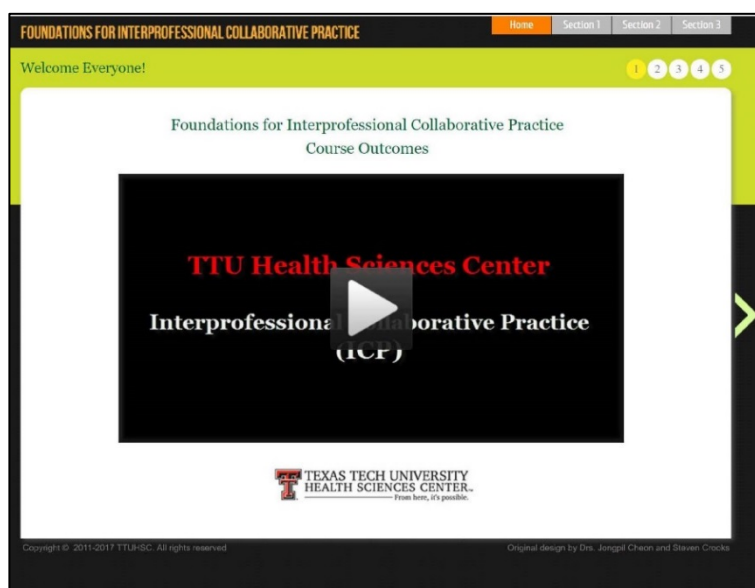 FOUNDATIONS FOR INTERPROFESSIONAL COLLABORATIVE PRACTICE
Home Section 1 Section 2 Section 3
Welcome Everyone!
1 2 3 4 5
Foundations for Interprofessional Collaborative Practice
Course Outcomes
TTU Health Sciences Center
Interprofessional Collaborative Practice
(ICP)
TEXAS TECH UNIVERSITY
HEALTH SCIENCES CENTER™
From here, it's possible.
Copyright © 2011-2017 TTUHSC. All rights reserved
Original design by Drs. Jongpil Cheon and Steven Crooks